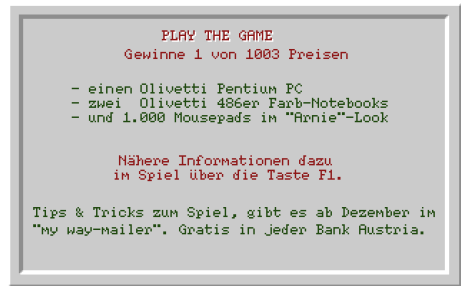 PLAY THE GAME
Gewinne 1 von 1003 Preisen
- einen Olivetti Pentium PC
- zwei Olivetti 486er Farb-Notebooks
- und 1.000 Mousepads im "Arnie"-Look
Nähere Informationen dazu
im Spiel über die Taste F1.
Tips & Tricks zum Spiel, gibt es ab Dezember im
"my way-mailer". Gratis in jeder Bank Austria.